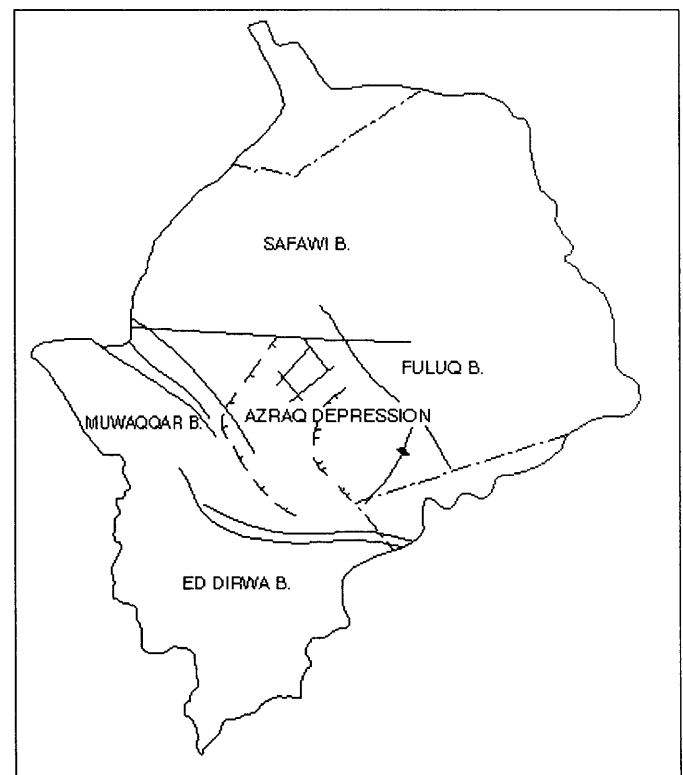 SAFAWI B.
FULUQ B.
MUWAQQAR B.
AZRAQ DEPRESSION
ED DIRWA B.